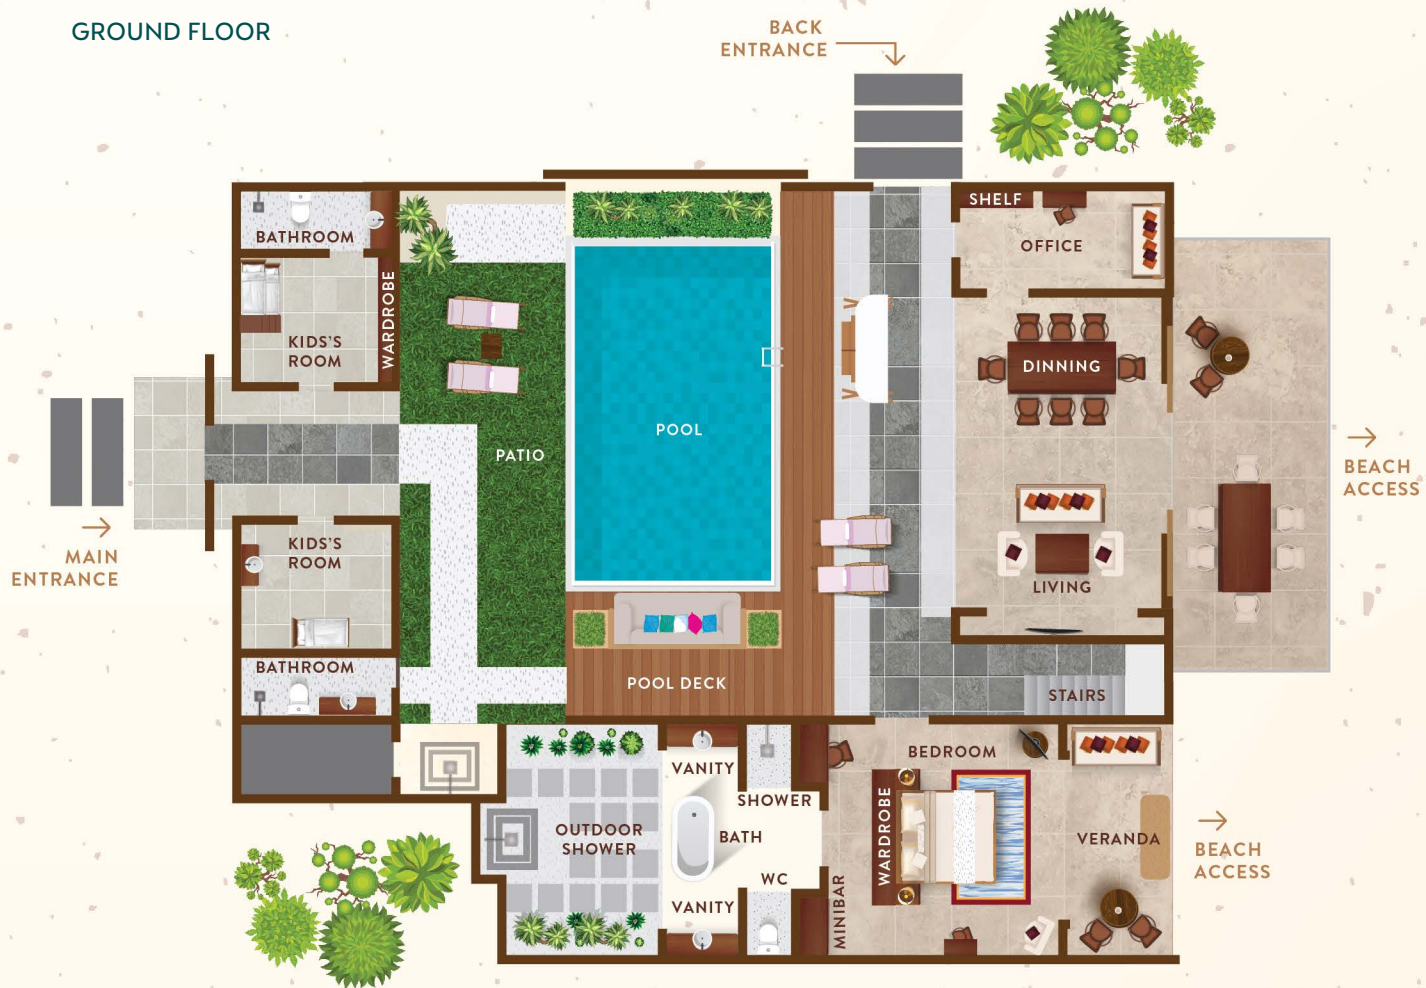 GROUND FLOOR
BACK
ENTRANCE
SHELF
OFFICE
BATHROOM
WARDROBE
KIDS'S
ROOM
DINNING
POOL
PATIO
BEACH
ACCESS
MAIN
ENTRANCE
KIDS'S
ROOM
LIVING
BATHROOM
POOL DECK
STAIRS
BEDROOM
VANITY
SHOWER
OUTDOOR
SHOWER
BATH
WARDROBE
VERANDA
BEACH
ACCESS
WC
VANITY
MINIBAR